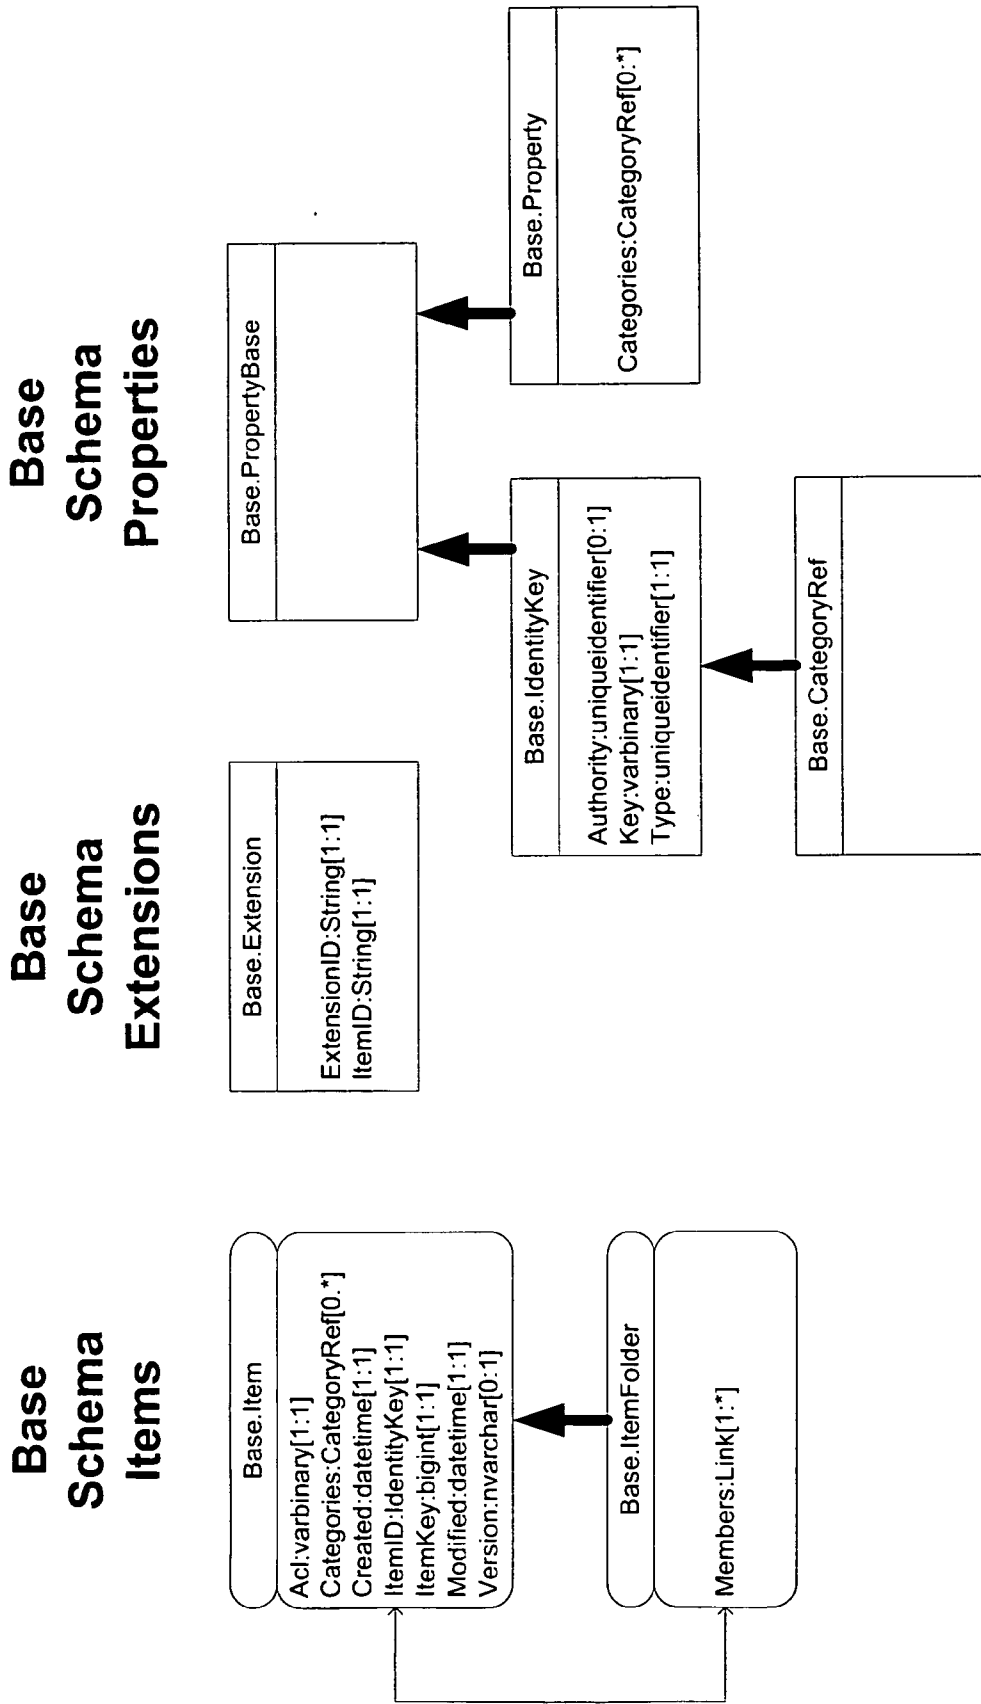 Base
Schema
Items
Base.Item
Acl:varbinary[1:1]
Categories:CategoryRef[0.*]
Created:datetime[1:1]
ItemID:IdentityKey[1:1]
ItemKey:bigint[1:1]
Modified:datetime[1:1]
Version:nvarchar[0:1]
Base.ItemFolder
Members:Link[1:*]
Base
Schema
Extensions
Base.Extension
ExtensionID:String[1:1]
ItemID:String[1:1]
Base
Schema
Properties
Base.PropertyBase
Base.IdentityKey
Authority:uniqueidentifier[0:1]
Key:varbinary[1:1]
Type:uniqueidentifier[1:1]
Base.Property
Categories:CategoryRef[0:*]
Base.CategoryRef